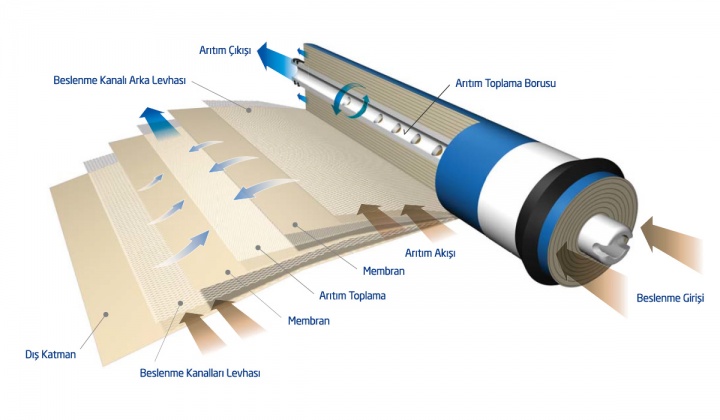 Arıtım Çıkışı
Beslenme Kanalı Arka Levhası
Arıtım Toplama Borusu
Arıtım Akışı
Membran
Beslenme Girişi
Arıtım Toplama
Membran
Dış Katman
Beslenme Kanalları Levhası